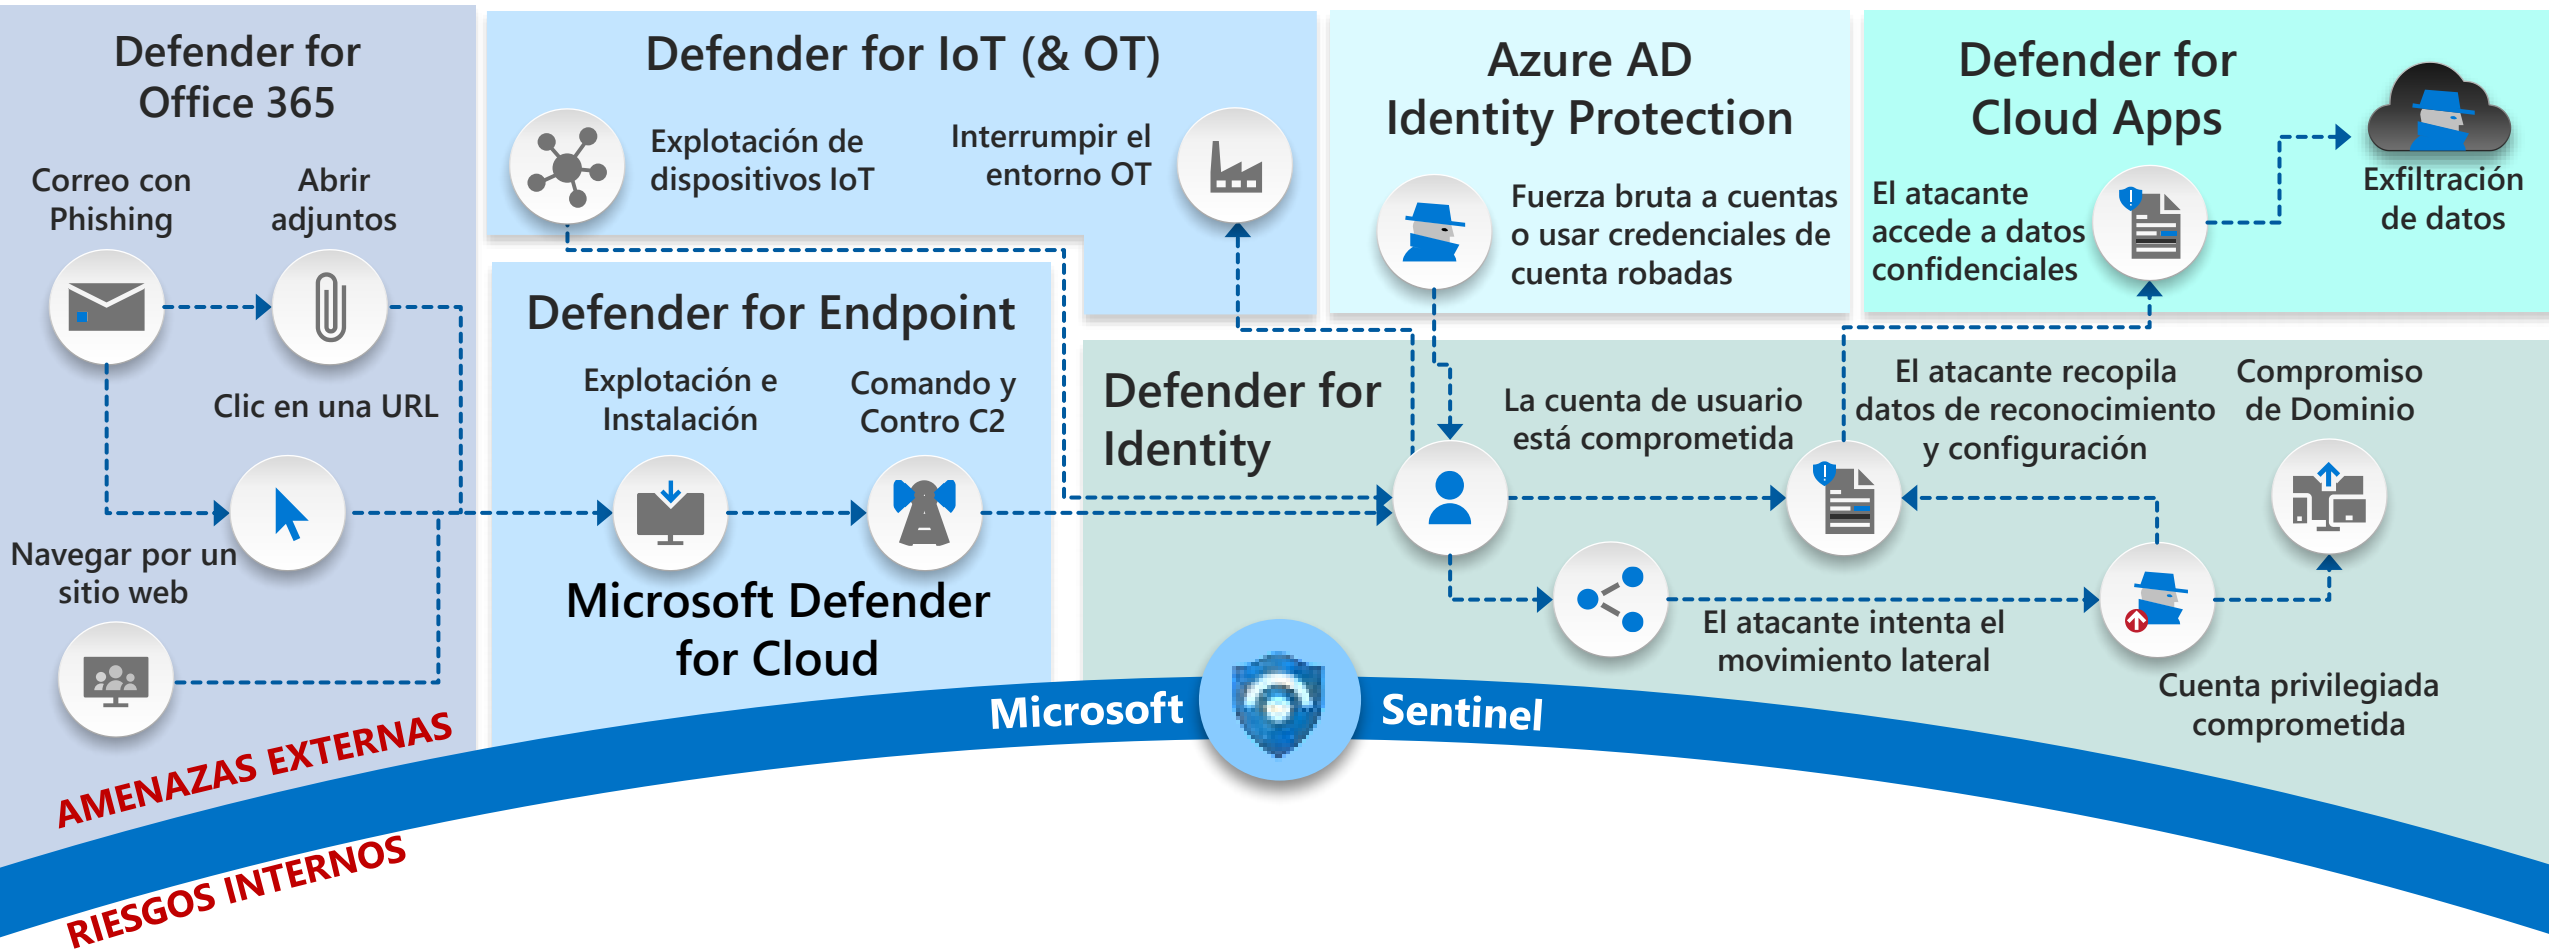 Defender for
Office 365
Correo con
Phishing
Abrir
adjuntos
Clic en una URL
Navegar por un
sitio web
Defender for IoT (& OT)
Explotación de
dispositivos IoT
Interrumpir el
entorno OT
Defender for Endpoint
Explotación e
Instalación
Comando y
Contro C2
Microsoft Defender
for Cloud
Azure AD
Identity Protection
Fuerza bruta a cuentas
o usar credenciales de
cuenta robadas
Defender for
Cloud Apps
El atacante
accede a datos
confidenciales
Exfiltración
de datos
Defender for
Identity
La cuenta de usuario
está comprometida
El atacante recopila
datos de reconocimiento
y configuración
Compromiso
de Dominio
El atacante intenta el
movimiento lateral
Cuenta privilegiada
comprometida
Microsoft Sentinel
AMENAZAS EXTERNAS
RIESGOS INTERNOS